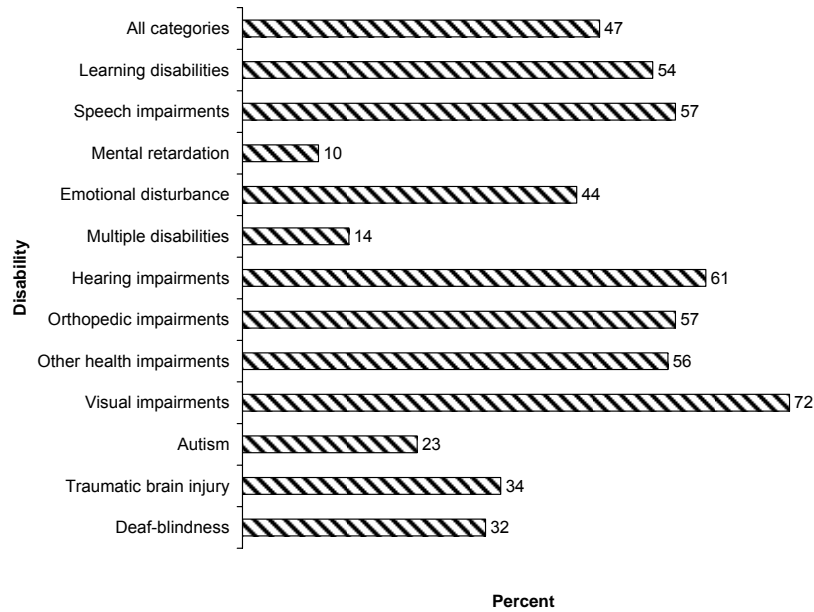 All categories 47
Learning disabilities 54
Speech impairments 57
Mental retardation 10
Emotional disturbance 44
Multiple disabilities 14
Hearing impairments 61
Orthopedic impairments 57
Other health impairments 56
Visual impairments 72
Autism 23
Traumatic brain injury 34
Deaf-blindness 32
Disability
Percent